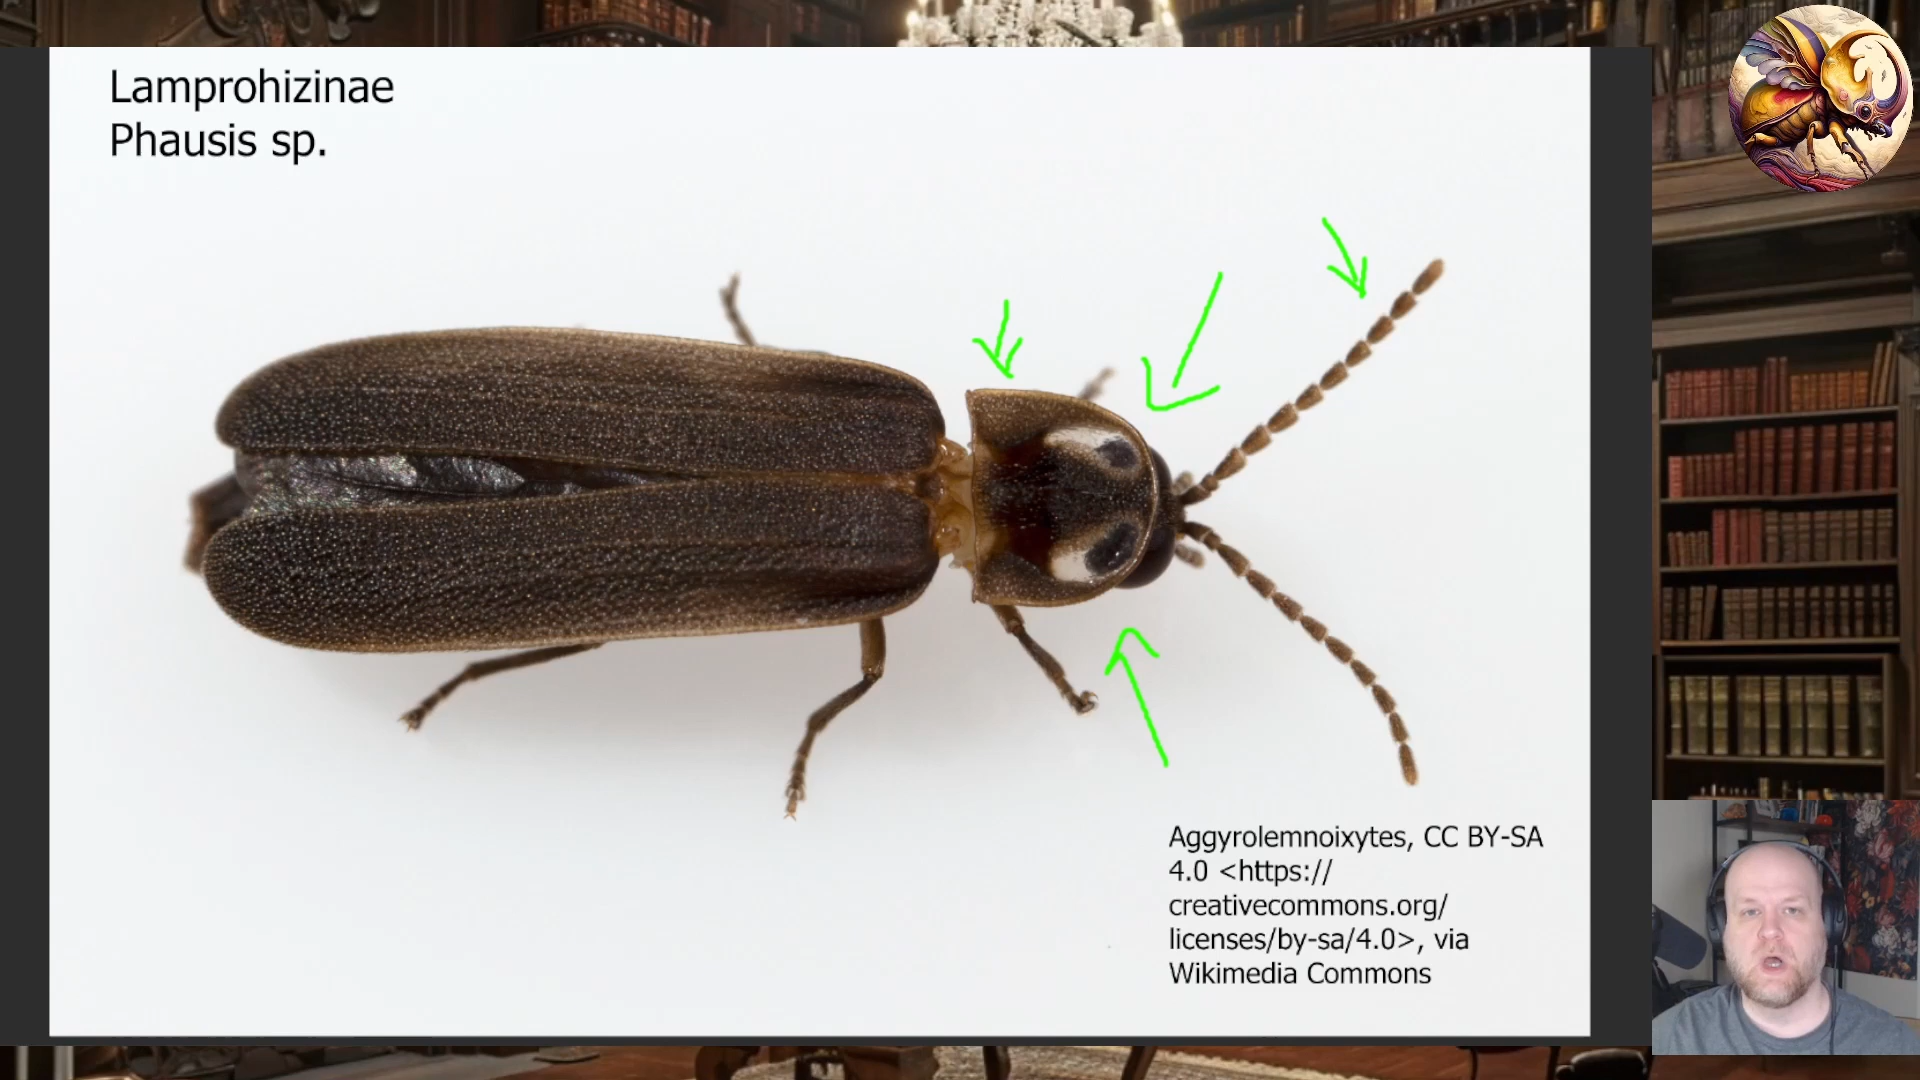 Lamprohizinae
Phausis sp.
Aggyrolemnoixytes, CC BY-SA
4.0 <https://
creativecommons.org/
licenses/by-sa/4.0>, via
Wikimedia Commons